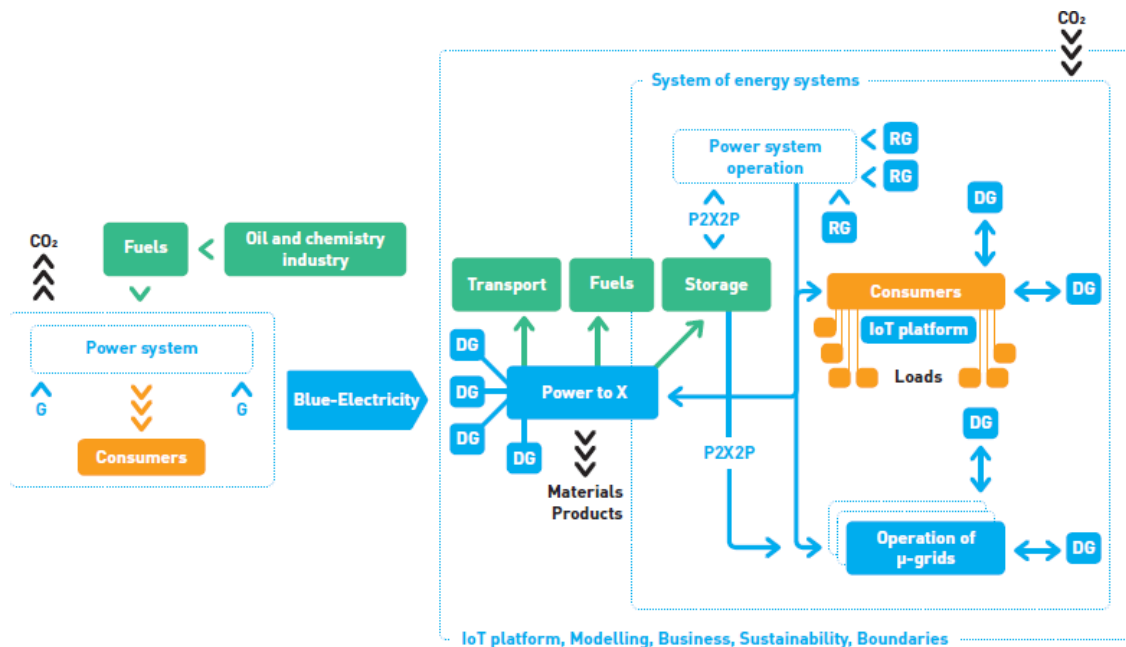 CO₂
Fuels
Oil and chemistry
industry
Power system
G
G
Consumers
Blue-Electricity
CO₂
System of energy systems
Power system
operation
RG
RG
RG
P2X2P
DG
Transport
Fuels
Storage
Consumers
DG
IoT platform
Loads
DG
DG
DG
DG
Power to X
Materials
Products
P2X2P
DG
Operation of
μ-grids
DG
IoT platform, Modelling, Business, Sustainability, Boundaries